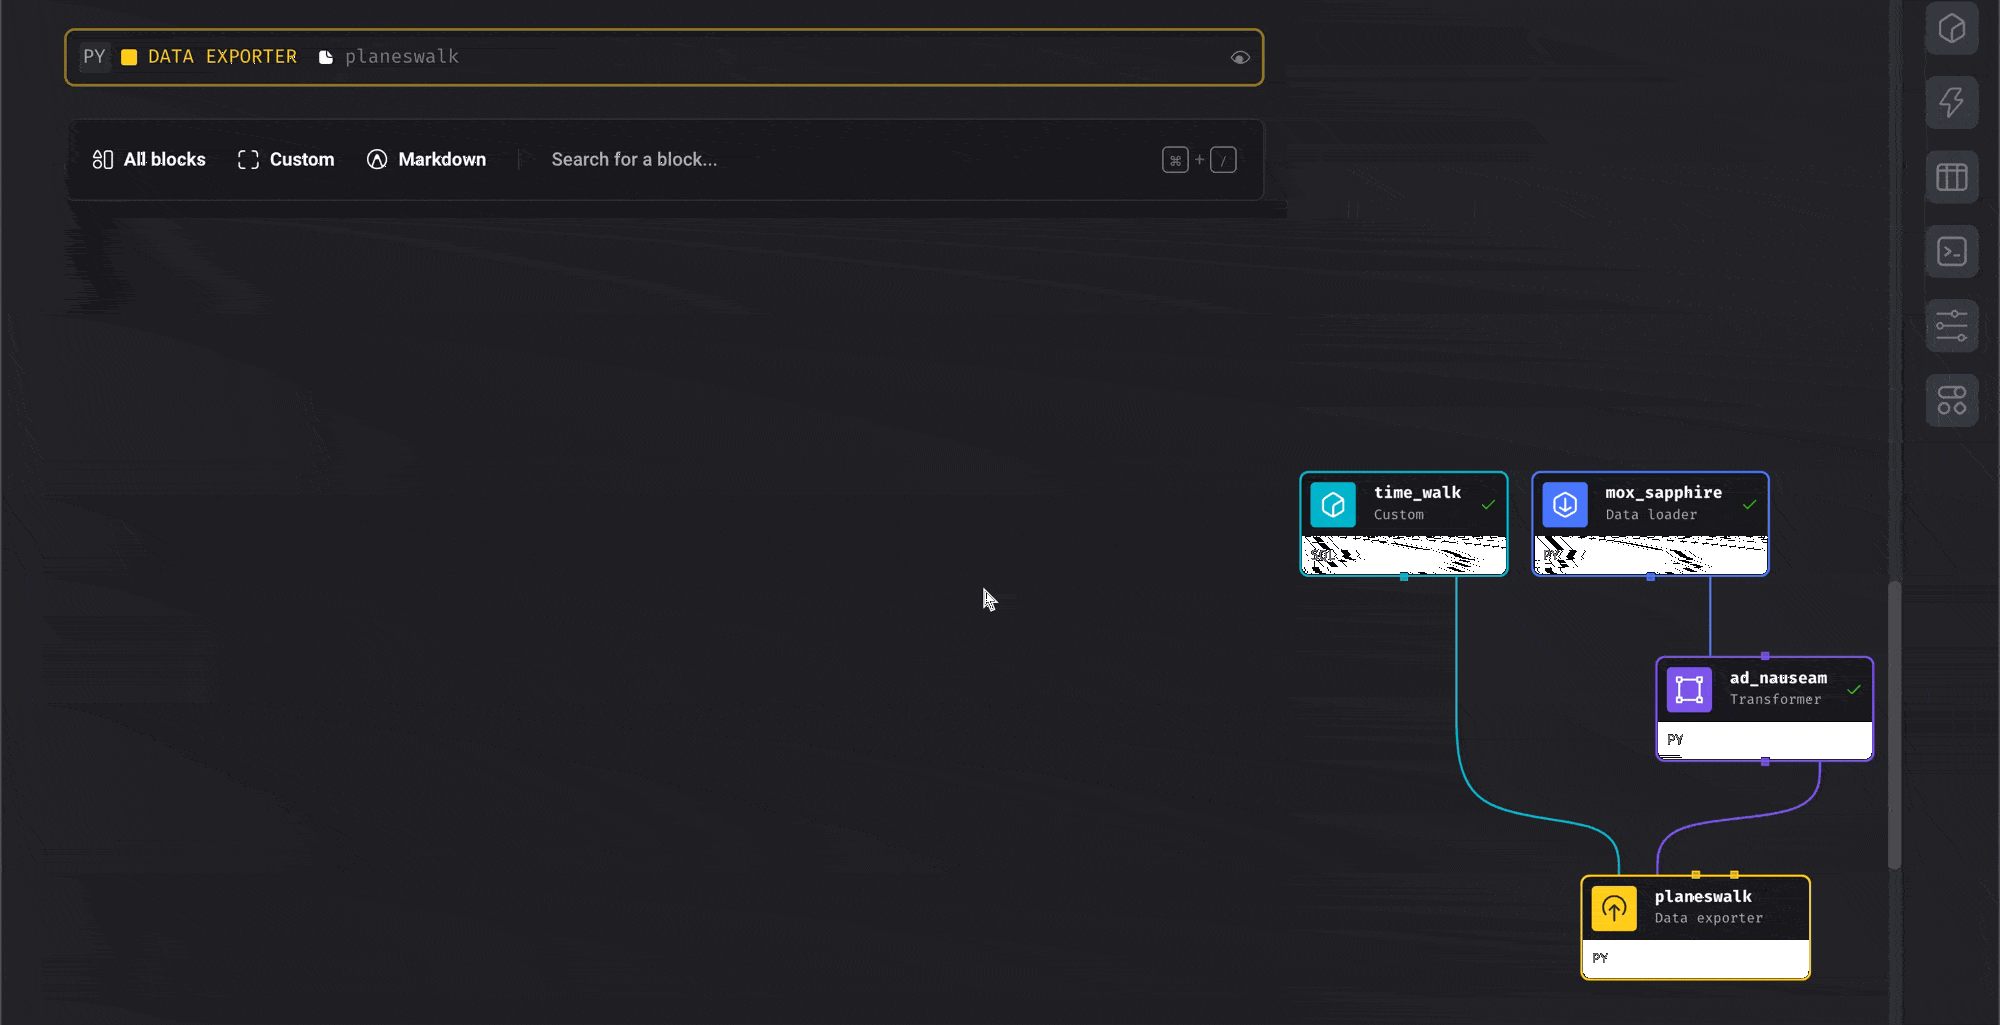 PY DATA EXPORTER planeswalk
All blocks Custom Markdown Search for a block... ⌘ + /
time_walk
Custom
SQL
mox_sapphire
Data loader
PY
ad_nauseam
Transformer
PY
planeswalk
Data exporter
PY